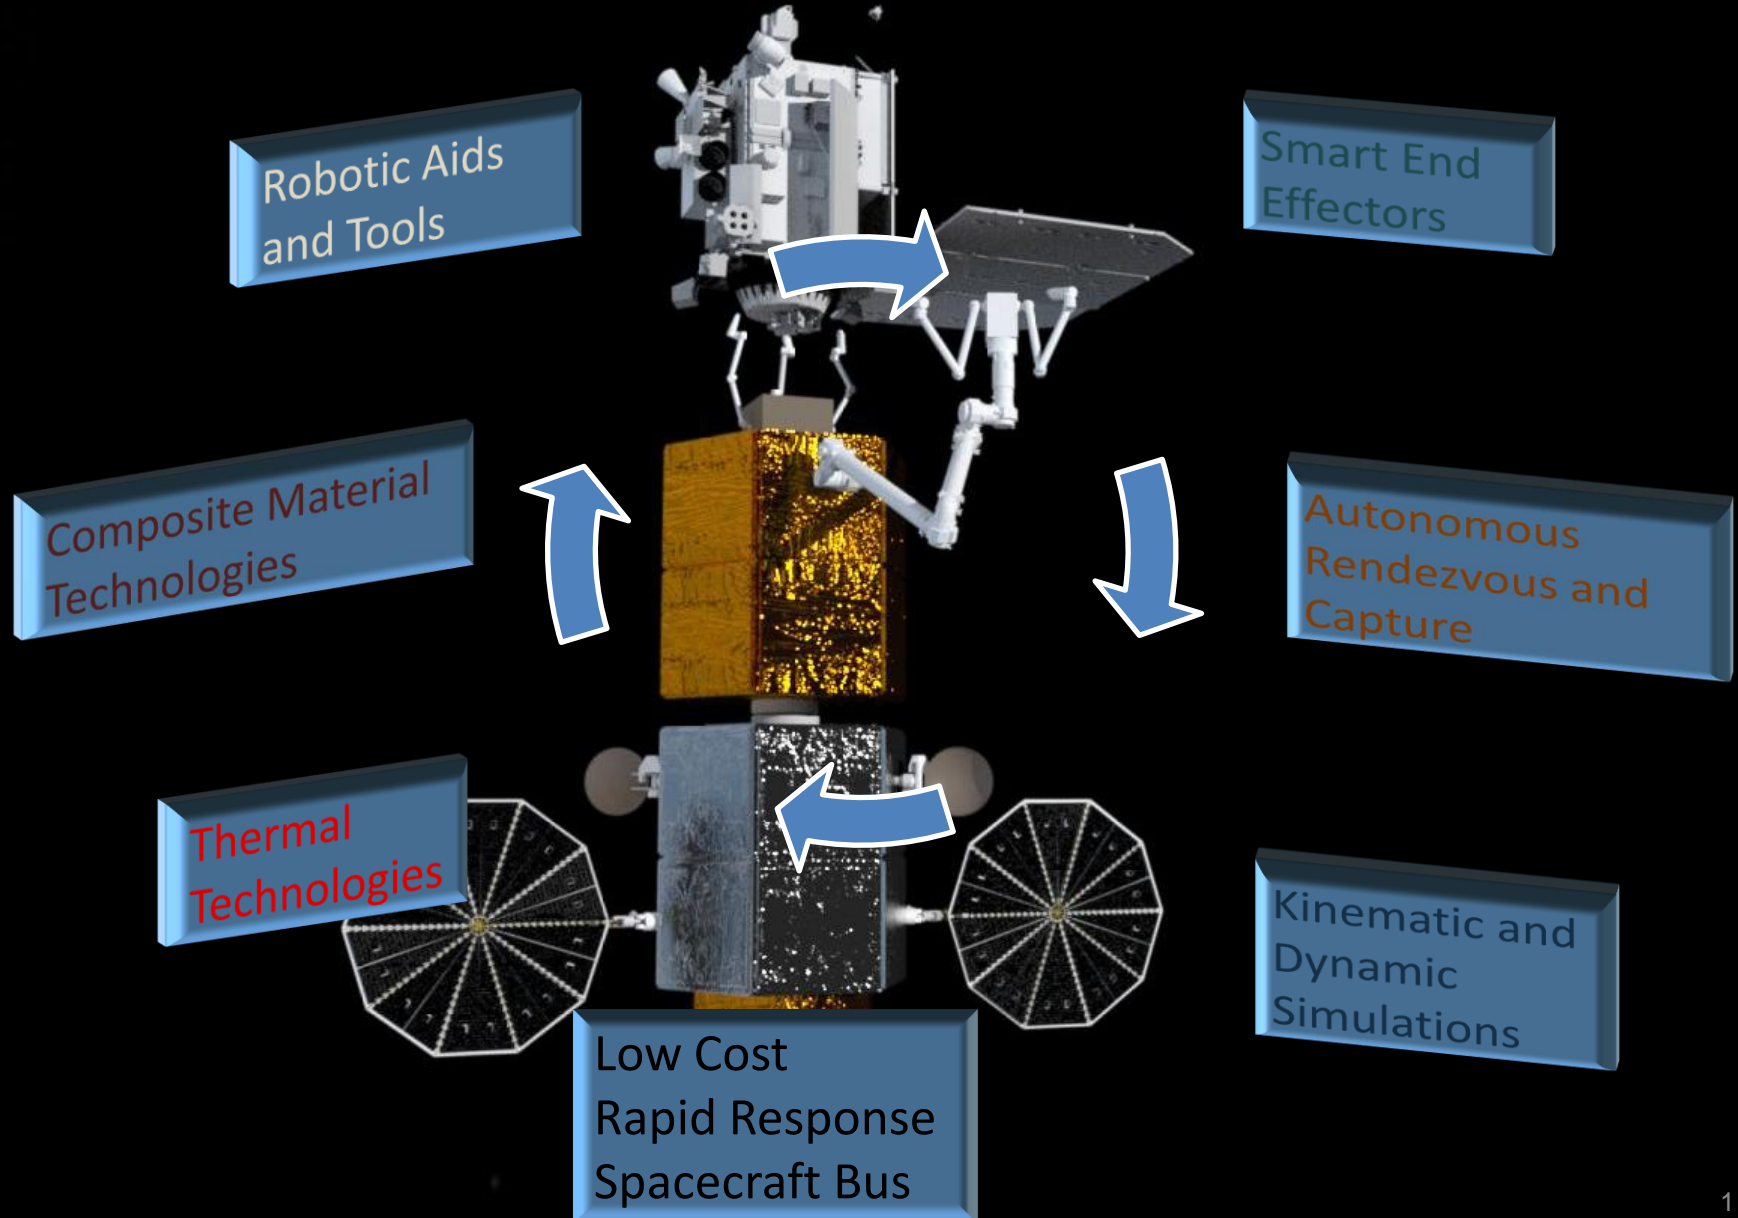 Robotic Aids
and Tools
Smart End
Effectors
Composite Material
Technologies
Autonomous
Rendezvous and
Capture
Thermal
Technologies
Kinematic and
Dynamic
Simulations
Low Cost
Rapid Response
Spacecraft Bus
1